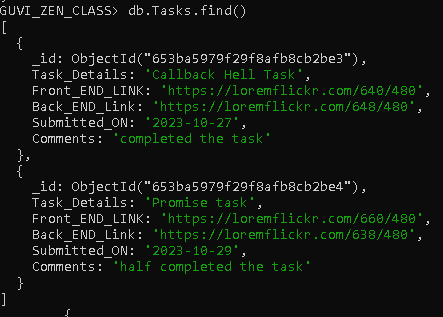 GUVI_ZEN_CLASS> db.Tasks.find()
[
  {
    _id: ObjectId("653ba5979f29f8afb8cb2be3"),
    Task_Details: 'Callback Hell Task',
    Front_END_LINK: 'https://loremflickr.com/640/480',
    Back_END_Link: 'https://loremflickr.com/648/480',
    Submitted_ON: '2023-10-27',
    Comments: 'completed the task'
  },
  {
    _id: ObjectId("653ba5979f29f8afb8cb2be4"),
    Task_Details: 'Promise task',
    Front_END_LINK: 'https://loremflickr.com/660/480',
    Back_END_Link: 'https://loremflickr.com/638/480',
    Submitted_ON: '2023-10-29',
    Comments: 'half completed the task'
  }
]
{